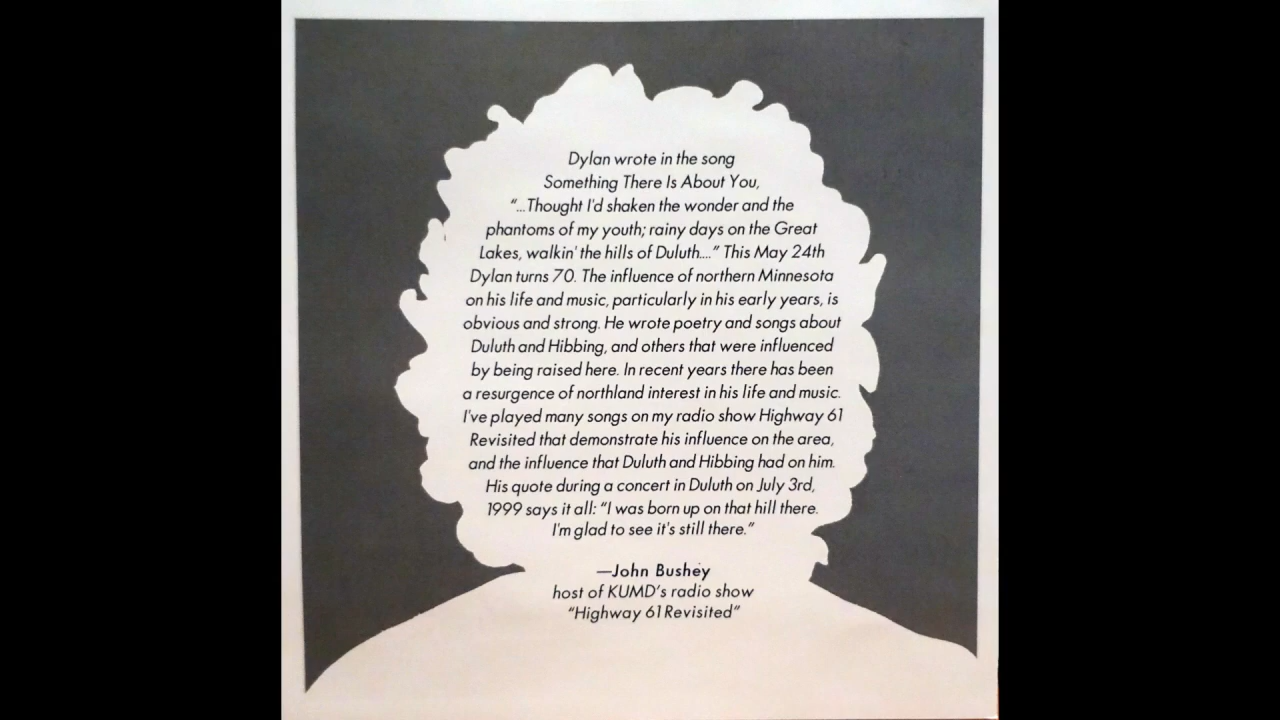 Dylan wrote in the song
Something There Is About You,
“...Thought I'd shaken the wonder and the
phantoms of my youth; rainy days on the Great
Lakes, walkin' the hills of Duluth....” This May 24th
Dylan turns 70. The influence of northern Minnesota
on his life and music, particularly in his early years, is
obvious and strong. He wrote poetry and songs about
Duluth and Hibbing, and others that were influenced
by being raised here. In recent years there has been
a resurgence of northland interest in his life and music.
I've played many songs on my radio show Highway 61
Revisited that demonstrate his influence on the area,
and the influence that Duluth and Hibbing had on him.
His quote during a concert in Duluth on July 3rd,
1999 says it all: “I was born up on that hill there.
I'm glad to see it's still there.”
—John Bushey
host of KUMD's radio show
“Highway 61 Revisited”